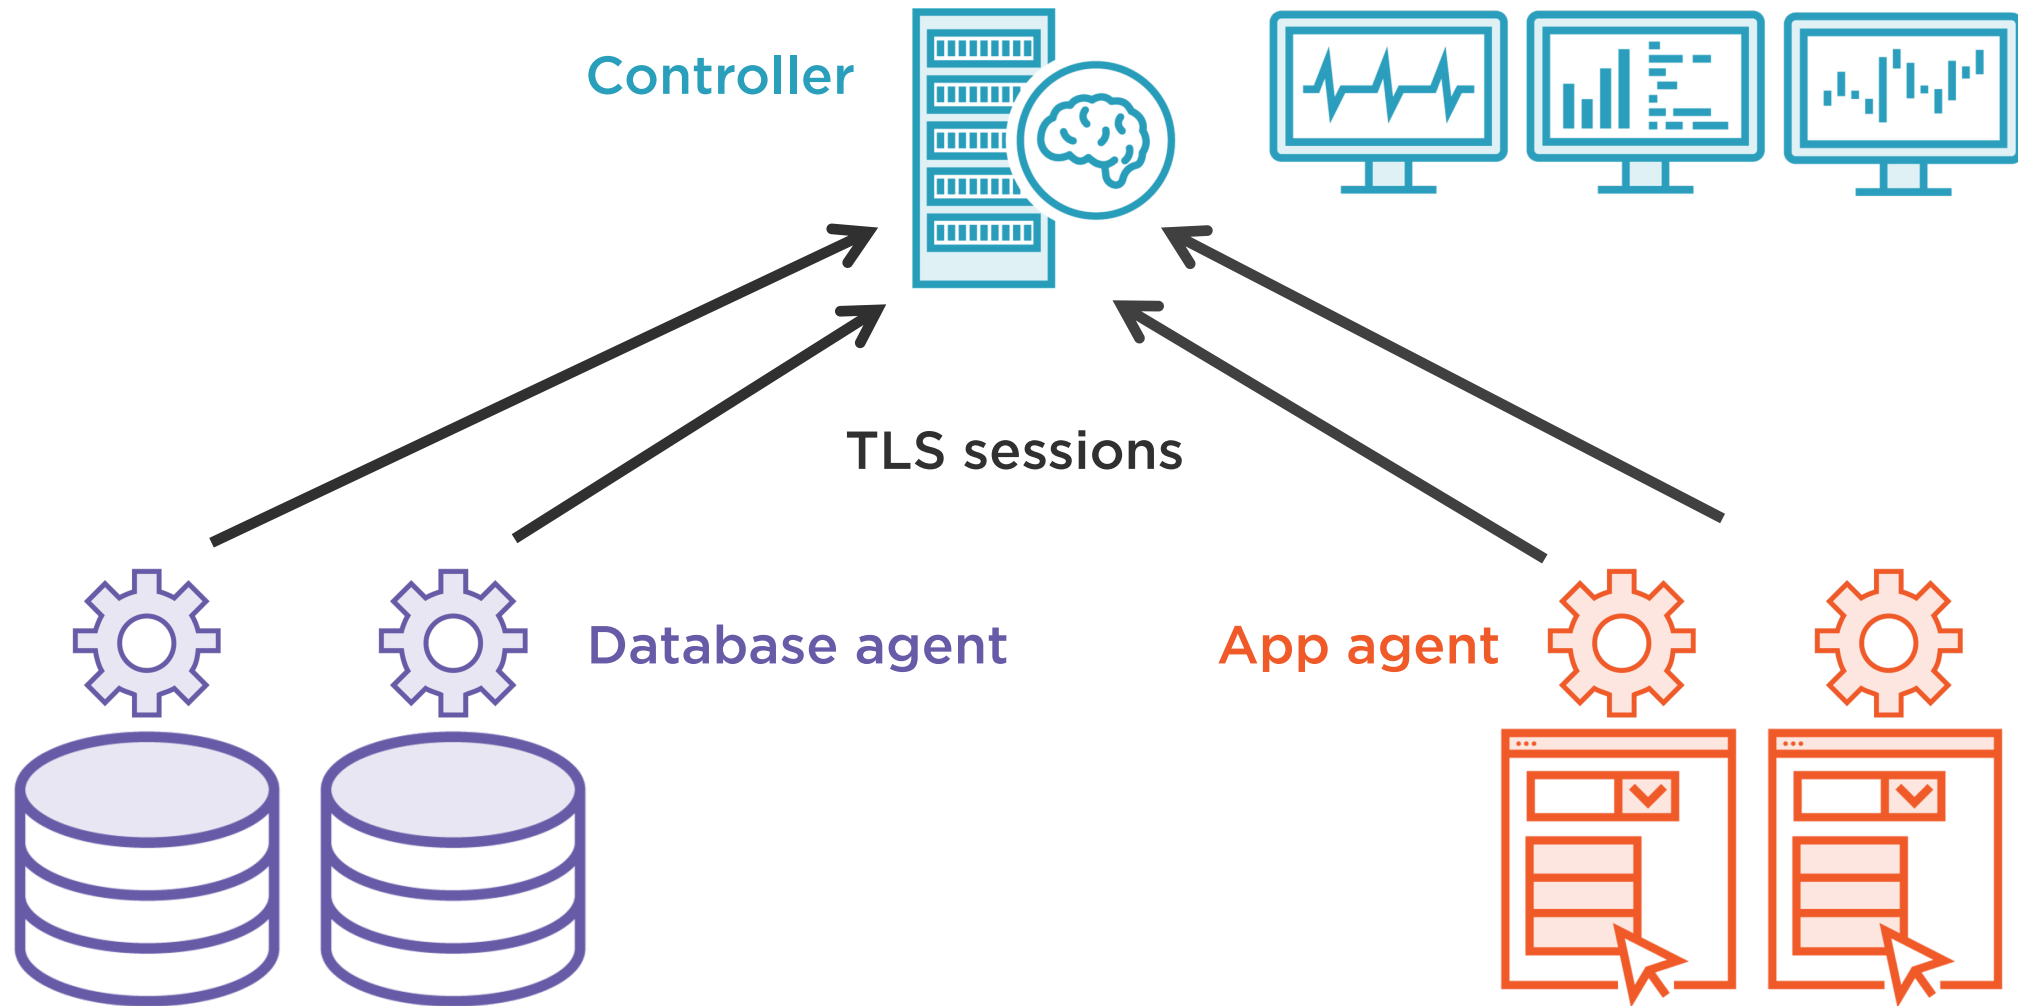 Controller
TLS sessions
Database agent
App agent